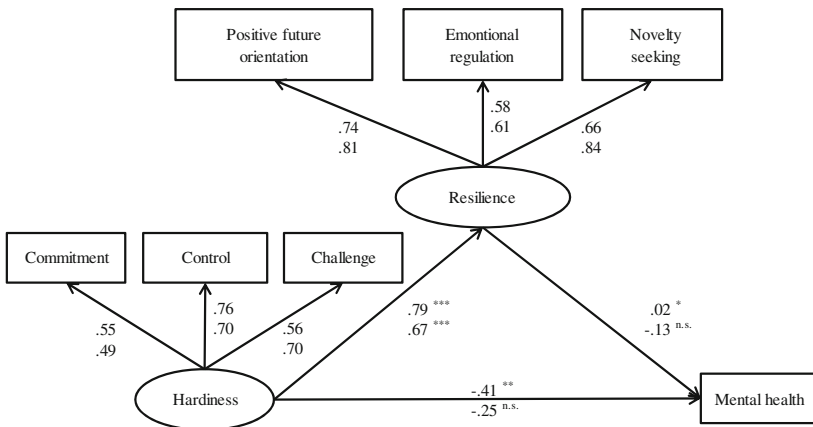 Positive future
orientation
Emontional
regulation
Novelty
seeking
.74
.81
.58
.61
.66
.84
Resilience
Commitment
Control
Challenge
.55
.49
.76
.70
.56
.70
.79 ***
.67 ***
.02 *
-.13 n.s.
Hardiness
-.41 **
-.25 n.s.
Mental health